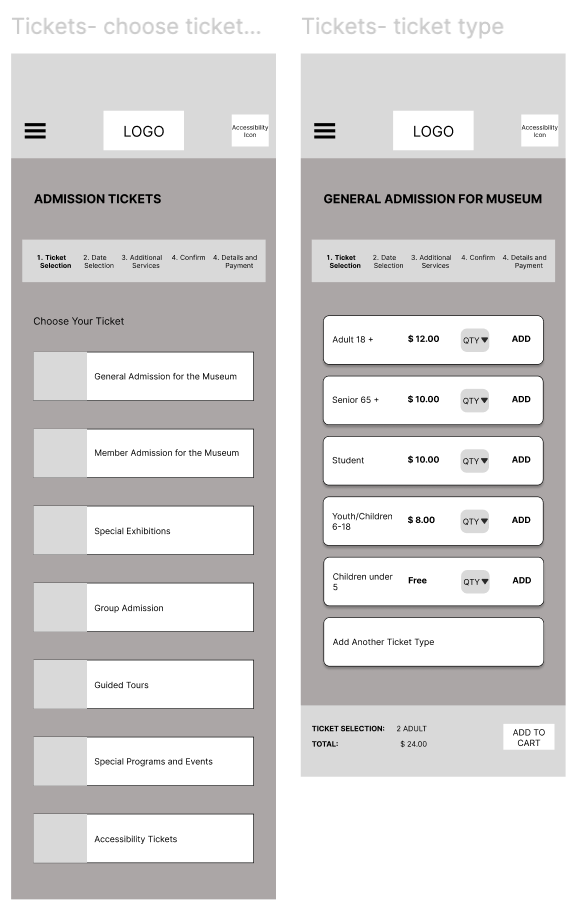 Tickets- choose ticket...
LOGO
Accessibility
Icon
ADMISSION TICKETS
1. Ticket
Selection
2. Date
Selection
3. Additional
Services
4. Confirm
4. Details and
Payment
Choose Your Ticket
General Admission for the Museum
Member Admission for the Museum
Special Exhibitions
Group Admission
Guided Tours
Special Programs and Events
Accessibility Tickets
Tickets- ticket type
LOGO
Accessibility
Icon
GENERAL ADMISSION FOR MUSEUM
1. Ticket
Selection
2. Date
Selection
3. Additional
Services
4. Confirm
4. Details and
Payment
Adult 18 + $ 12.00 QTY ADD
Senior 65 + $ 10.00 QTY ADD
Student $ 10.00 QTY ADD
Youth/Children
6-18 $ 8.00 QTY ADD
Children under
5 Free QTY ADD
Add Another Ticket Type
TICKET SELECTION: 2 ADULT
TOTAL: $ 24.00
ADD TO
CART